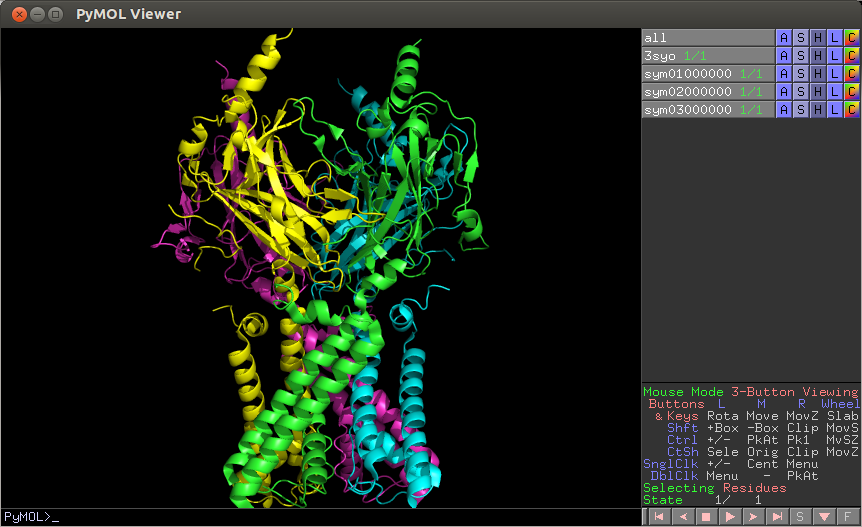 PyMOL Viewer
all A S H L C
3syo 1/1 A S H L C
sym01000000 1/1 A S H L C
sym02000000 1/1 A S H L C
sym03000000 1/1 A S H L C
Mouse Mode 3-Button Viewing
Buttons L M R Wheel
& Keys Rota Move MovZ Slab
Shft +Box -Box Clip MovS
Ctrl +/- PkAt Pk1 MvSZ
CtSh Sele Orig Clip MovZ
SnglClk +/- Cent Menu
DblClk Menu - PkAt
Selecting Residues
State 1/ 1
PyMOL>_
S F